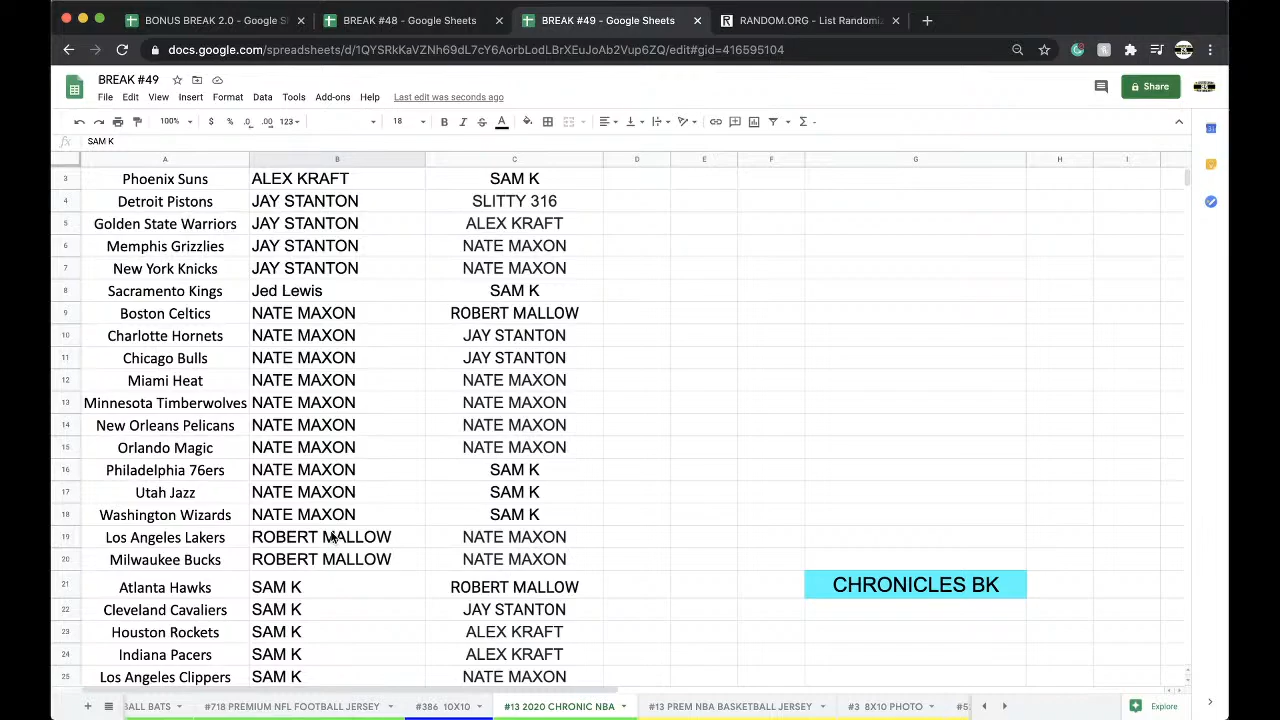 BONUS BREAK 2.0 - Google S
BREAK #48 - Google Sheets
BREAK #49 - Google Sheets
RANDOM.ORG - List Randomi
docs.google.com/spreadsheets/d/1QYSRkKaVZNh69dL7cY6AorbLodLBrXEuJoAb2Vup6ZQ/edit#gid=416595104
BREAK #49
File Edit View Insert Format Data Tools Add-ons Help Last edit was seconds ago
Share
100% $ % .0 .00 123 18 B I S A
fx SAM K
A B C D E F G H I
3 Phoenix Suns ALEX KRAFT SAM K
4 Detroit Pistons JAY STANTON SLITTY 316
5 Golden State Warriors JAY STANTON ALEX KRAFT
6 Memphis Grizzlies JAY STANTON NATE MAXON
7 New York Knicks JAY STANTON NATE MAXON
8 Sacramento Kings Jed Lewis SAM K
9 Boston Celtics NATE MAXON ROBERT MALLOW
10 Charlotte Hornets NATE MAXON JAY STANTON
11 Chicago Bulls NATE MAXON JAY STANTON
12 Miami Heat NATE MAXON NATE MAXON
13 Minnesota Timberwolves NATE MAXON NATE MAXON
14 New Orleans Pelicans NATE MAXON NATE MAXON
15 Orlando Magic NATE MAXON NATE MAXON
16 Philadelphia 76ers NATE MAXON SAM K
17 Utah Jazz NATE MAXON SAM K
18 Washington Wizards NATE MAXON SAM K
19 Los Angeles Lakers ROBERT MALLOW NATE MAXON
20 Milwaukee Bucks ROBERT MALLOW NATE MAXON
21 Atlanta Hawks SAM K ROBERT MALLOW CHRONICLES BK
22 Cleveland Cavaliers SAM K JAY STANTON
23 Houston Rockets SAM K ALEX KRAFT
24 Indiana Pacers SAM K ALEX KRAFT
25 Los Angeles Clippers SAM K NATE MAXON
BALL BATS #718 PREMIUM NFL FOOTBALL JERSEY #386 10X10 #13 2020 CHRONIC NBA #13 PREM NBA BASKETBALL JERSEY #3 8X10 PHOTO #5 Explore